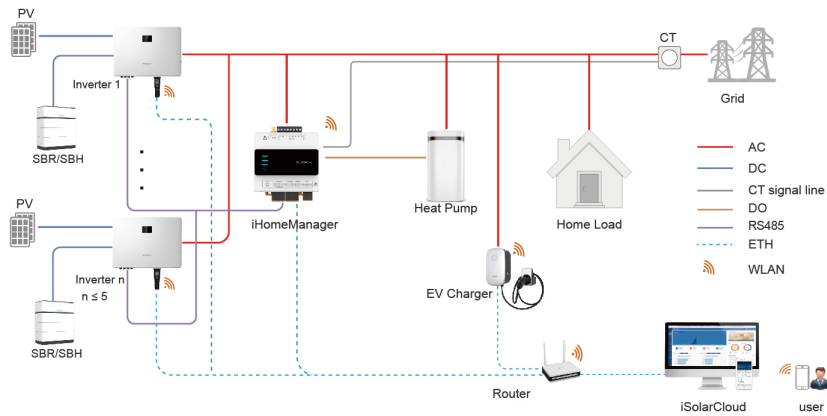 PV
CT
Inverter 1
Grid
SBR/SBH
AC
DC
CT signal line
DO
RS485
ETH
WLAN
iHomeManager
Heat Pump
Home Load
PV
Inverter n
n ≤ 5
EV Charger
SBR/SBH
Router
iSolarCloud
user